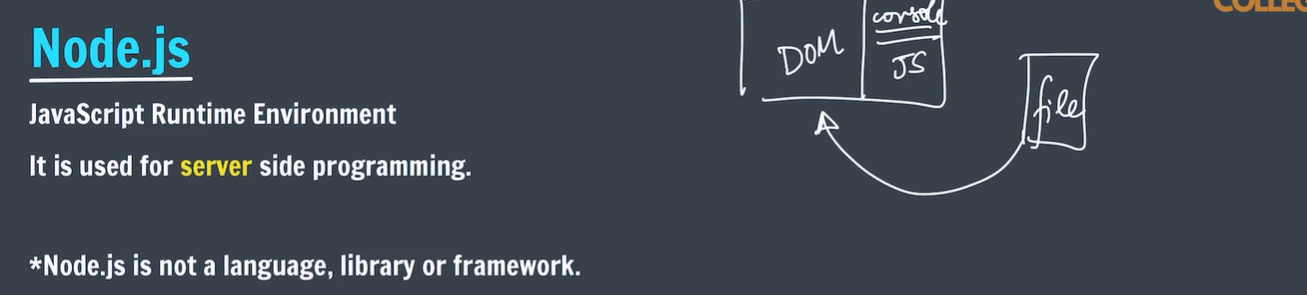 COLLEG
Node.js
console
DOM
JS
file
JavaScript Runtime Environment
It is used for server side programming.
*Node.js is not a language, library or framework.